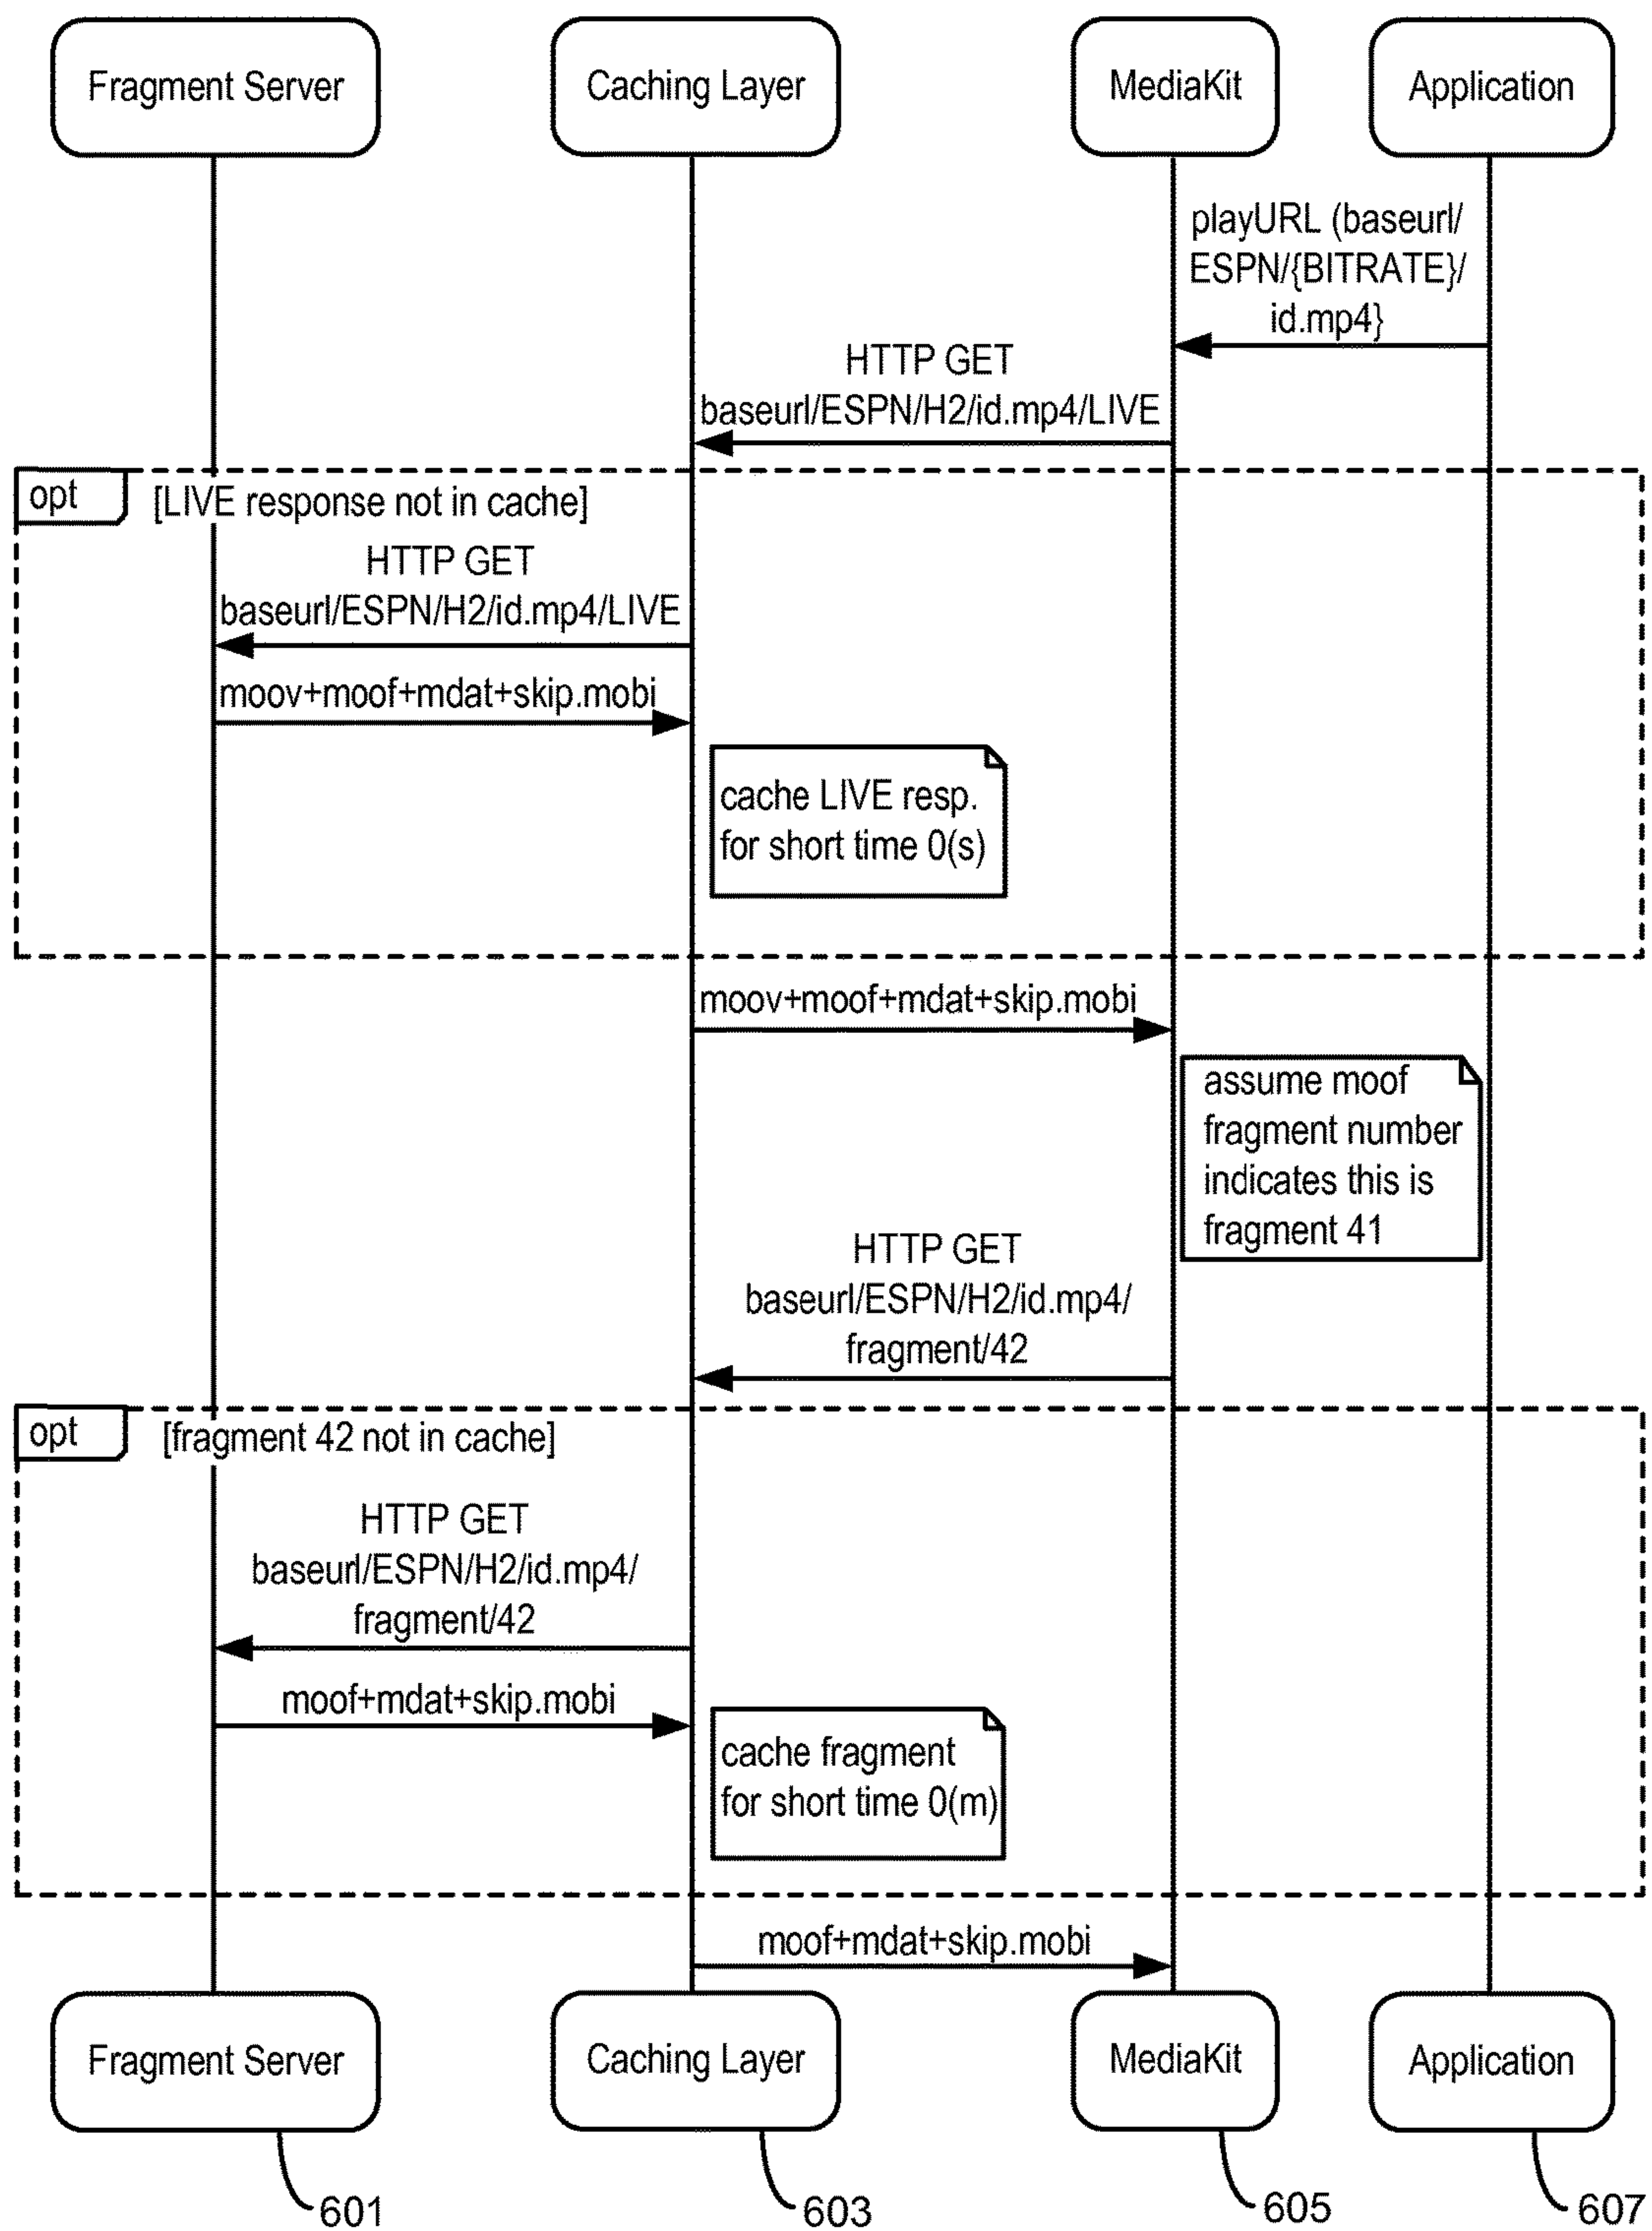 Fragment Server
Caching Layer
MediaKit
Application
playURL (baseurl/
ESPN/{BITRATE}/
id.mp4}
HTTP GET
baseurl/ESPN/H2/id.mp4/LIVE
opt
[LIVE response not in cache]
HTTP GET
baseurl/ESPN/H2/id.mp4/LIVE
moov+moof+mdat+skip.mobi
cache LIVE resp.
for short time 0(s)
moov+moof+mdat+skip.mobi
assume moof
fragment number
indicates this is
fragment 41
HTTP GET
baseurl/ESPN/H2/id.mp4/
fragment/42
opt
[fragment 42 not in cache]
HTTP GET
baseurl/ESPN/H2/id.mp4/
fragment/42
moof+mdat+skip.mobi
cache fragment
for short time 0(m)
moof+mdat+skip.mobi
Fragment Server
Caching Layer
MediaKit
Application
601
603
605
607